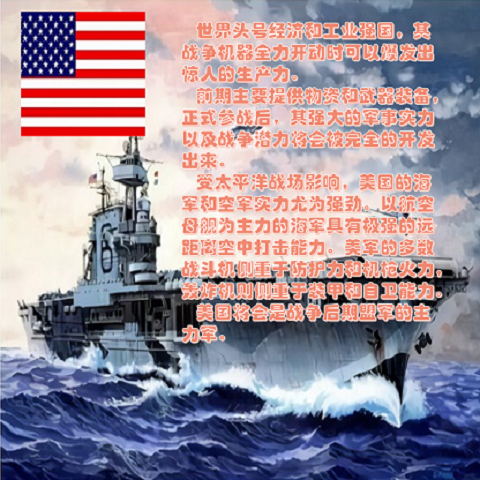 世界头号经济和工业强国，其
战争机器全力开动时可以爆发出
惊人的生产力。
前期主要提供物资和武器装备，
正式参战后，其强大的军事实力
以及战争潜力将会被完全的开发
出来。
受太平洋战场影响，美国的海
军和空军实力尤为强劲。以航空
母舰为主力的海军具有极强的远
距离空中打击能力。美军的多数
战斗机侧重于防护力和机枪火力，
轰炸机则侧重于装甲和自卫能力。
美国将会是战争后期盟军的主
力军。
6